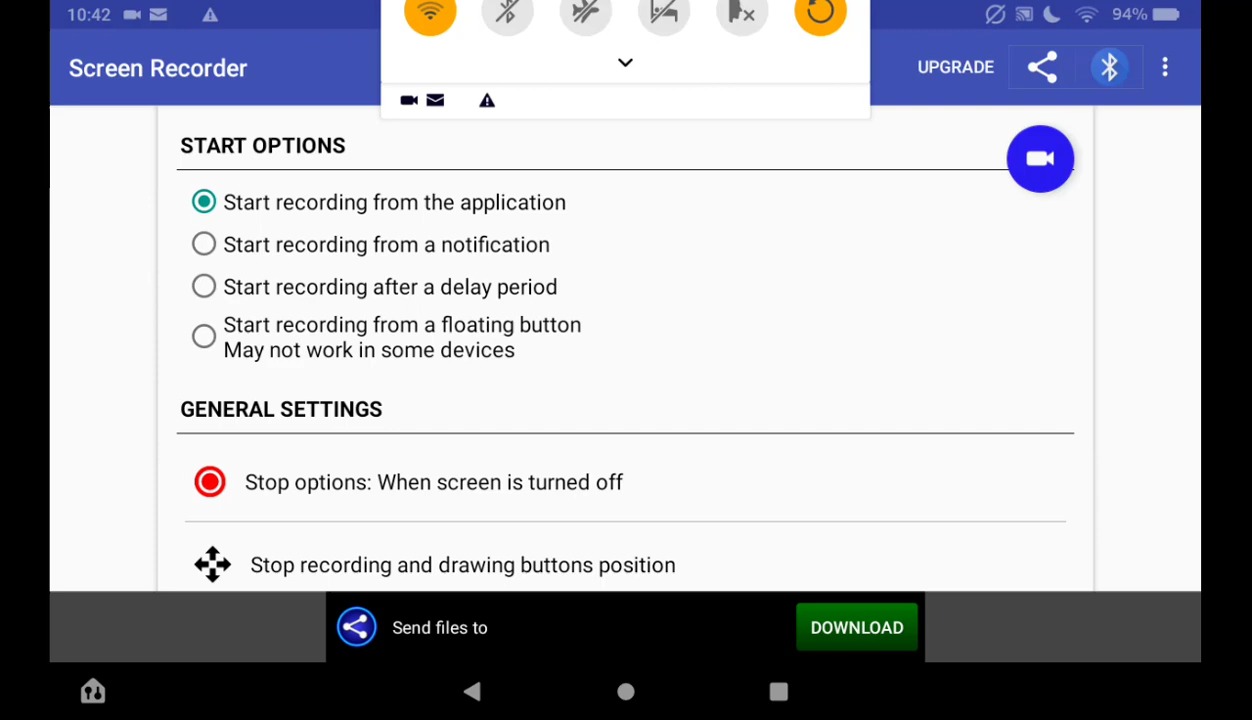 10:42
94%
Screen Recorder
UPGRADE
START OPTIONS
Start recording from the application
Start recording from a notification
Start recording after a delay period
Start recording from a floating button
May not work in some devices
GENERAL SETTINGS
Stop options: When screen is turned off
Stop recording and drawing buttons position
Send files to
DOWNLOAD